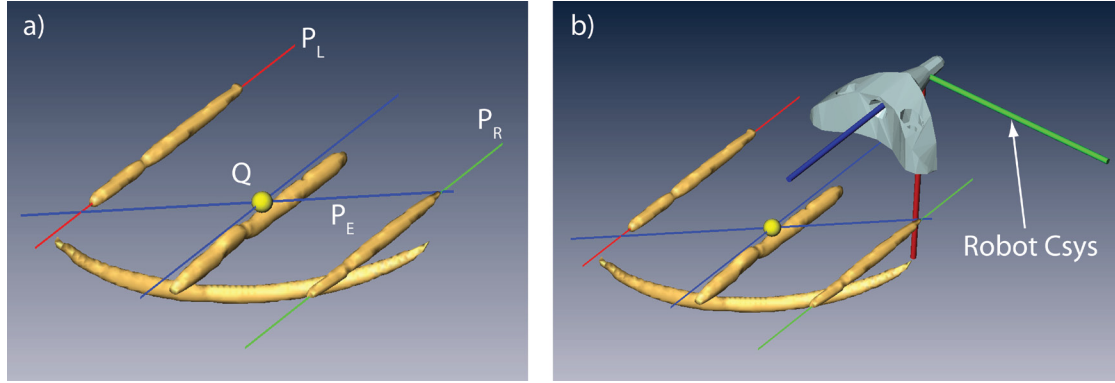 a)
P_L
P_R
Q
P_E
b)
Robot Csys